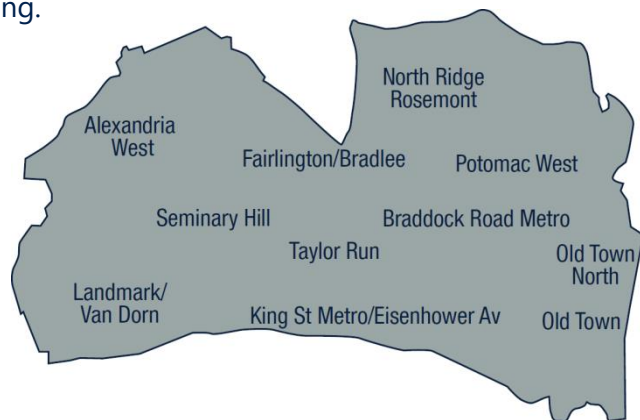 ng.
North Ridge
Rosemont
Alexandria
West
Fairlington/Bradlee
Potomac West
Seminary Hill
Braddock Road Metro
Taylor Run
Old Town
North
Landmark/
Van Dorn
King St Metro/Eisenhower Av
Old Town